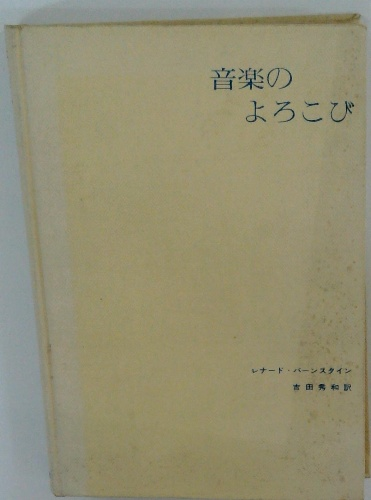 音楽の
よろこび
レナード・バーンスタイン
吉田秀和訳